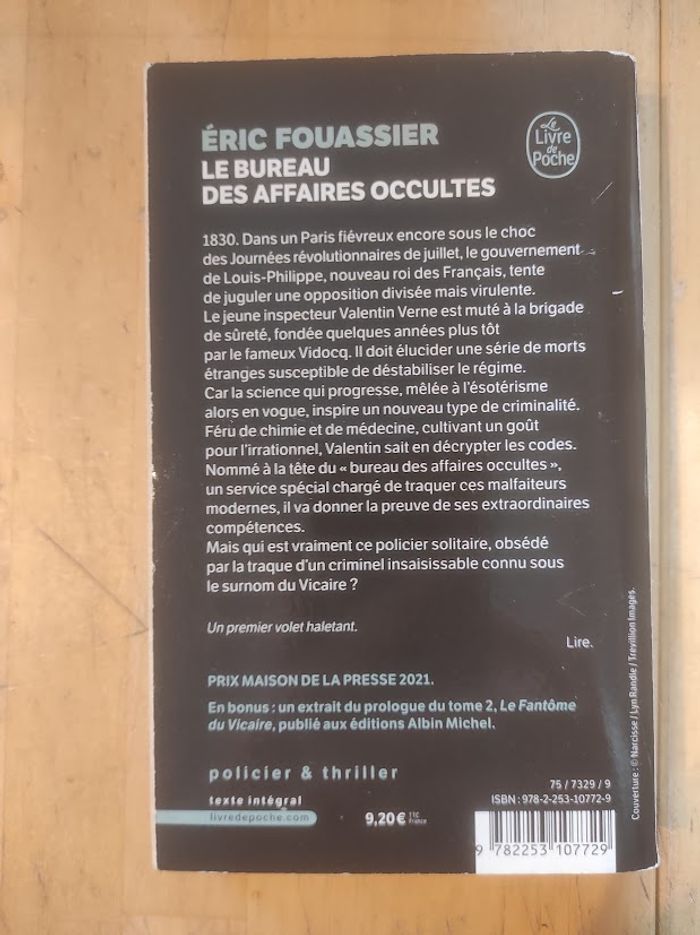 ÉRIC FOUASSIER
LE BUREAU
DES AFFAIRES OCCULTES
Le
Livre
de
Poche
1830. Dans un Paris fiévreux encore sous le choc
des Journées révolutionnaires de juillet, le gouvernement
de Louis-Philippe, nouveau roi des Français, tente
de juguler une opposition divisée mais virulente.
Le jeune inspecteur Valentin Verne est muté à la brigade
de sûreté, fondée quelques années plus tôt
par le fameux Vidocq. Il doit élucider une série de morts
étranges susceptible de déstabiliser le régime.
Car la science qui progresse, mêlée à l'ésotérisme
alors en vogue, inspire un nouveau type de criminalité.
Féru de chimie et de médecine, cultivant un goût
pour l'irrationnel, Valentin sait en décrypter les codes.
Nommé à la tête du « bureau des affaires occultes »,
un service spécial chargé de traquer ces malfaiteurs
modernes, il va donner la preuve de ses extraordinaires
compétences.
Mais qui est vraiment ce policier solitaire, obsédé
par la traque d'un criminel insaisissable connu sous
le surnom du Vicaire ?
Un premier volet haletant.
Lire.
PRIX MAISON DE LA PRESSE 2021.
En bonus : un extrait du prologue du tome 2, Le Fantôme
du Vicaire, publié aux éditions Albin Michel.
policier & thriller
texte intégral
livredepoche.com
9,20 € TTC
France
75 / 7329 / 9
ISBN : 978-2-253-10772-9
9 782253 107729
Couverture : © Narcisse / Lyn Randle / Trevillion Images.